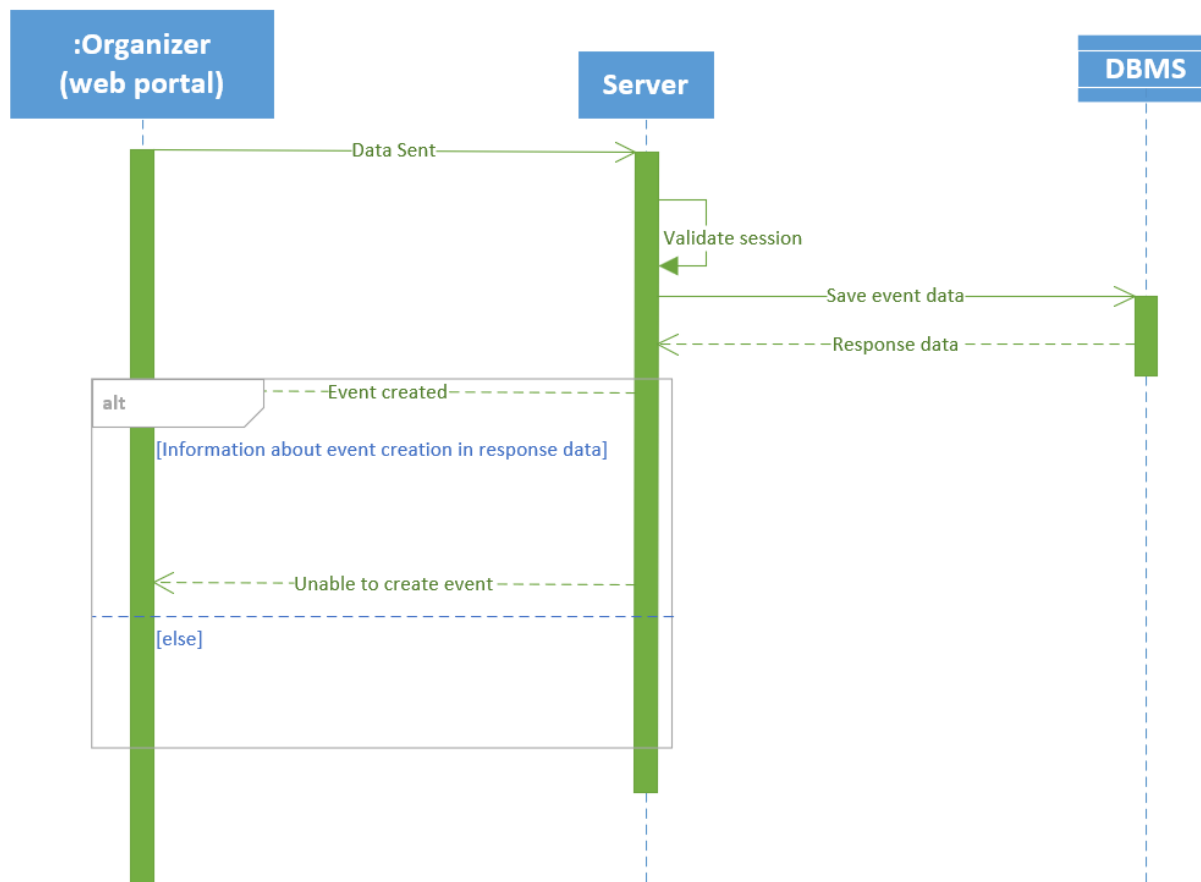 :Organizer
(web portal)
Server
DBMS
Data Sent
Validate session
Save event data
Response data
Event created
alt
[Information about event creation in response data]
Unable to create event
[else]